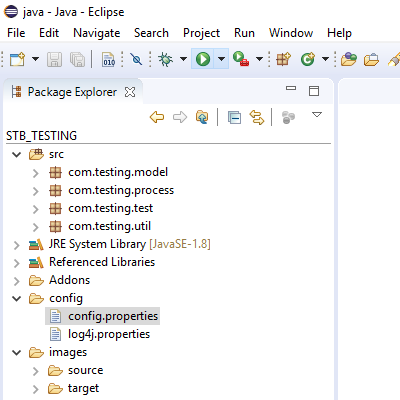 java - Java - Eclipse
File Edit Navigate Search Project Run Window H
010
Package Explorer
STB_TESTING
src
com.testing.model
com.testing.process
com.testing.test
com.testing.util
JRE System Library [JavaSE-1.8]
Referenced Libraries
Addons
config
config.properties
log4j.properties
images
source
target